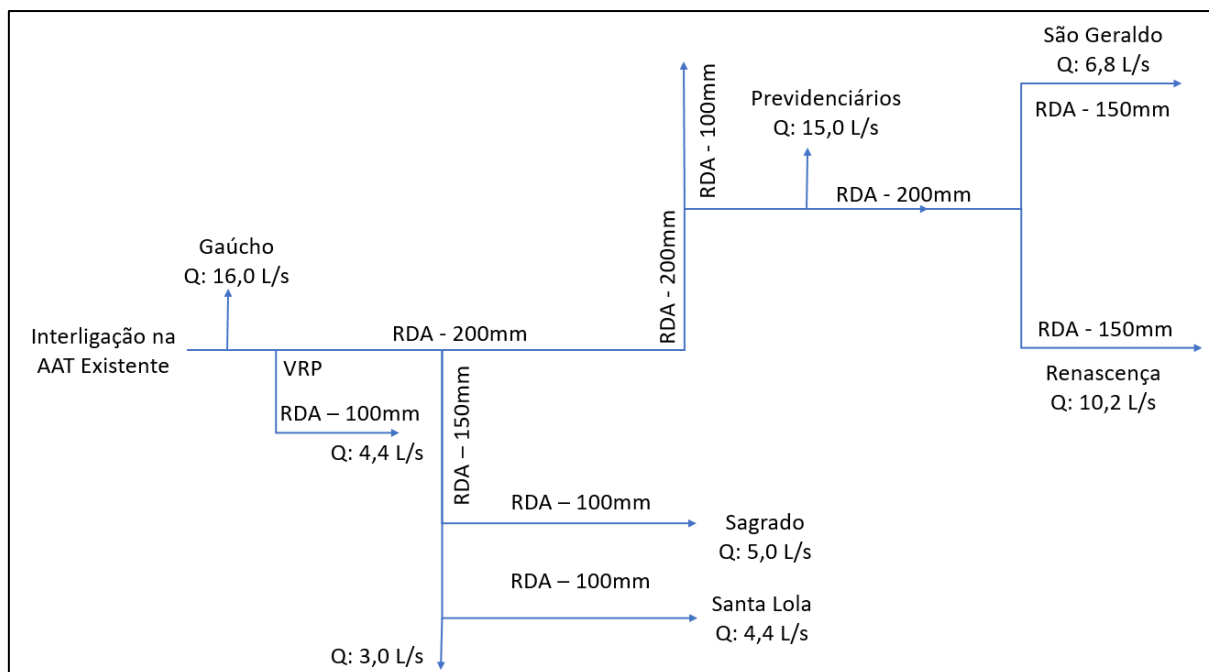 São Geraldo
Q: 6,8 L/s
RDA - 150mm
RDA - 100mm
Previdenciários
Q: 15,0 L/s
RDA - 200mm
RDA - 200mm
Gaúcho
Q: 16,0 L/s
Interligação na
AAT Existente
RDA - 200mm
RDA - 150mm
Renascença
Q: 10,2 L/s
VRP
RDA – 100mm
Q: 4,4 L/s
RDA – 150mm
RDA – 100mm
Sagrado
Q: 5,0 L/s
RDA – 100mm
Santa Lola
Q: 4,4 L/s
Q: 3,0 L/s